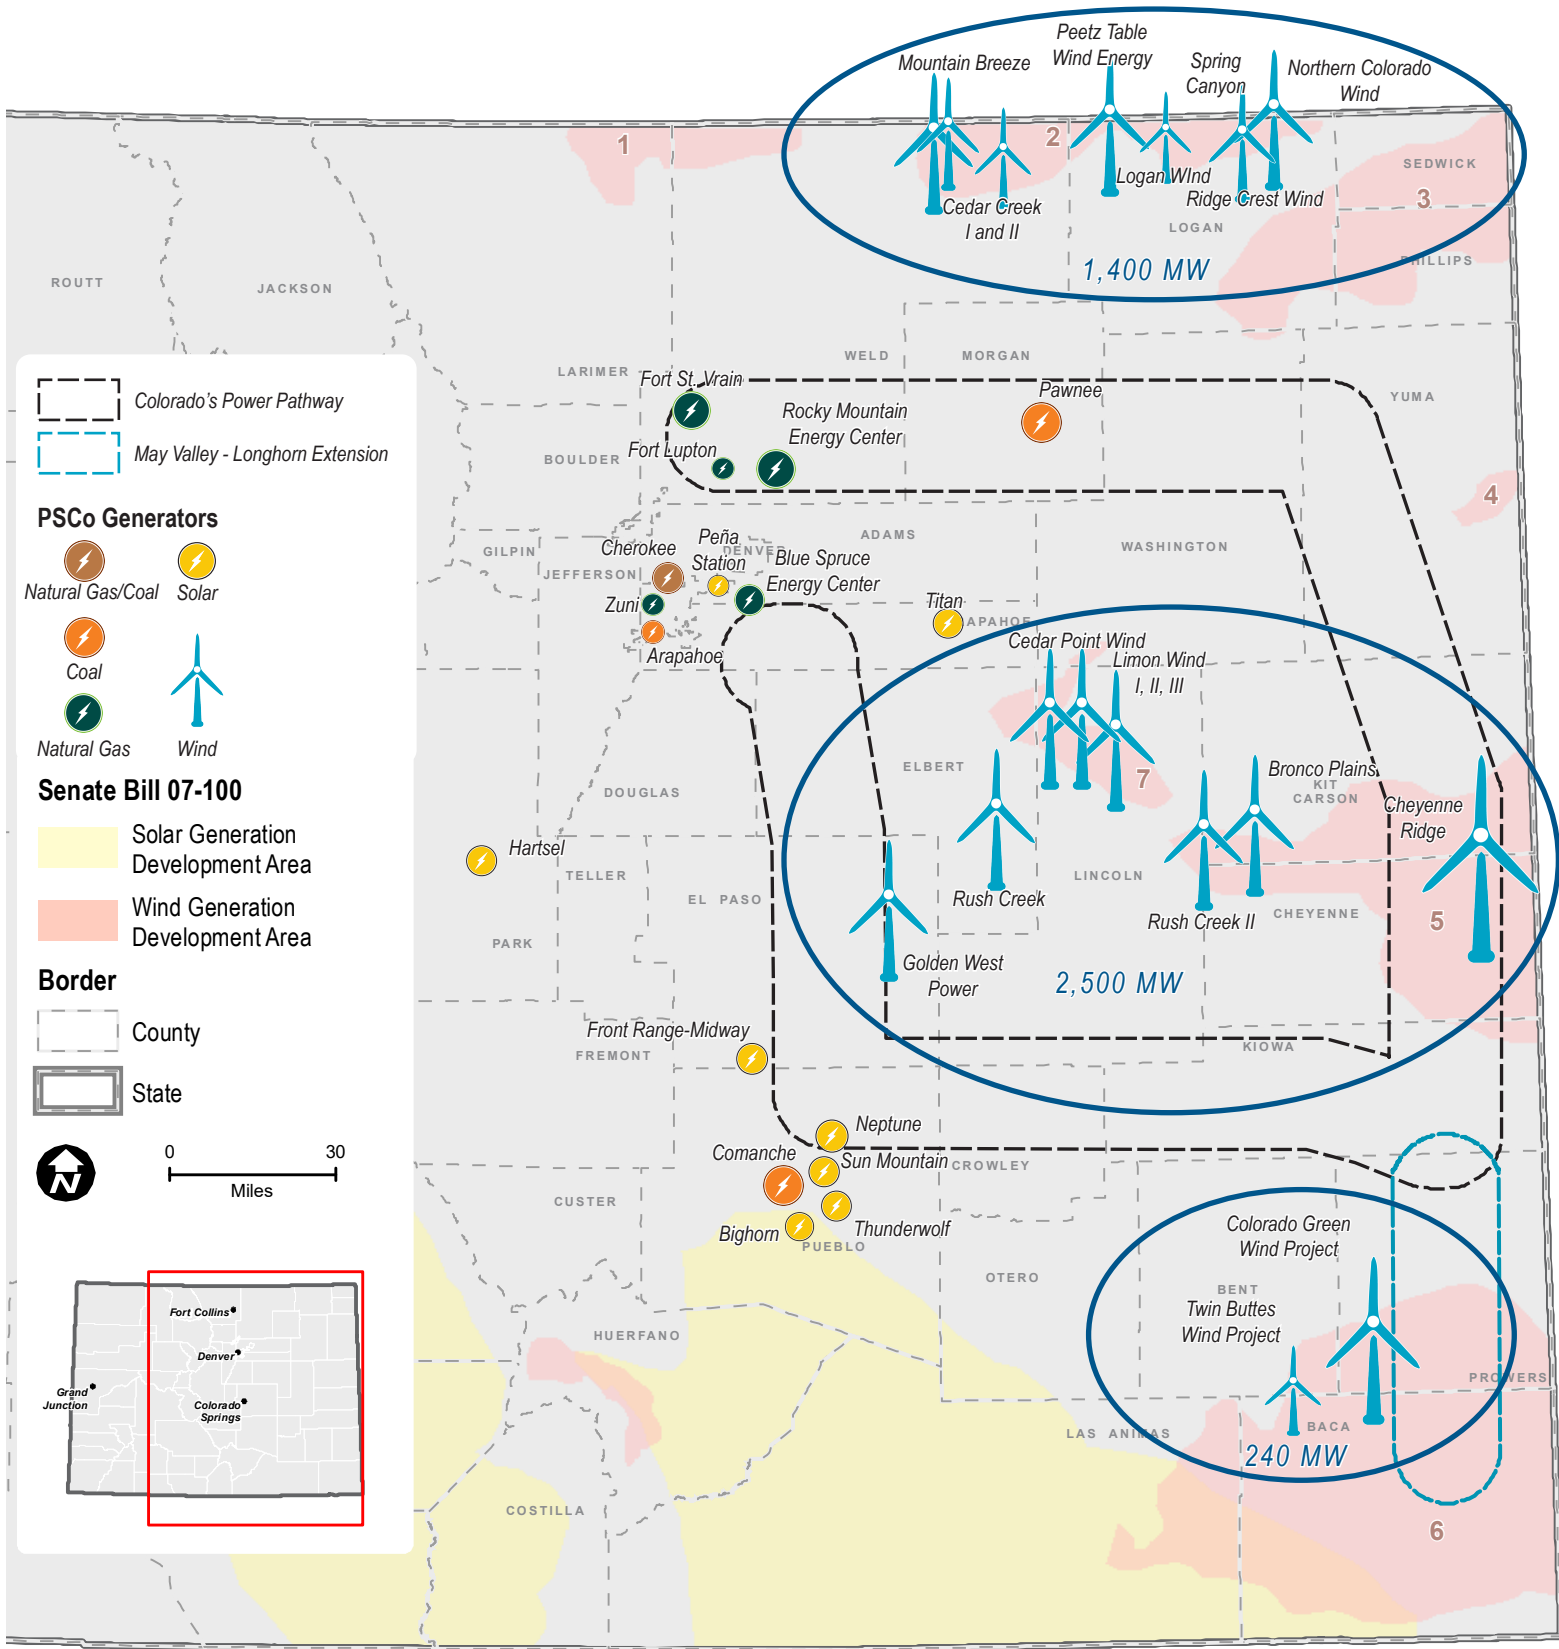 Peetz Table
Wind Energy
Mountain Breeze
Spring
Canyon
Northern Colorado
Wind
1
2
SEDWICK
3
Logan WInd
Ridge Crest Wind
Cedar Creek
I and II
LOGAN
PHILLIPS
1,400 MW
ROUTT
JACKSON
WELD
MORGAN
LARIMER
Fort St. Vrain
Pawnee
YUMA
Rocky Mountain
Energy Center
Fort Lupton
BOULDER
4
Colorado's Power Pathway
May Valley - Longhorn Extension
PSCo Generators
Natural Gas/Coal
Solar
Coal
Natural Gas
Wind
Senate Bill 07-100
Solar Generation
Development Area
Wind Generation
Development Area
Border
County
State
N
0
30
Miles
Fort Collins
Denver
Grand
Junction
Colorado
Springs
GILPIN
JEFFERSON
Cherokee
Peña
Station
DENVER
ADAMS
WASHINGTON
Blue Spruce
Energy Center
Zuni
Arapahoe
Titan
APAHOE
Cedar Point Wind
Limon Wind
I, II, III
ELBERT
7
DOUGLAS
Bronco Plains
KIT
CARSON
Cheyenne
Ridge
Hartsel
TELLER
EL PASO
Rush Creek
LINCOLN
Rush Creek II
CHEYENNE
5
PARK
Golden West
Power
2,500 MW
Front Range-Midway
FREMONT
KIOWA
Neptune
Comanche
Sun Mountain
CROWLEY
CUSTER
Bighorn
Thunderwolf
PUEBLO
Colorado Green
Wind Project
OTERO
BENT
Twin Buttes
Wind Project
HUERFANO
PROWERS
LAS ANIMAS
BACA
240 MW
COSTILLA
6